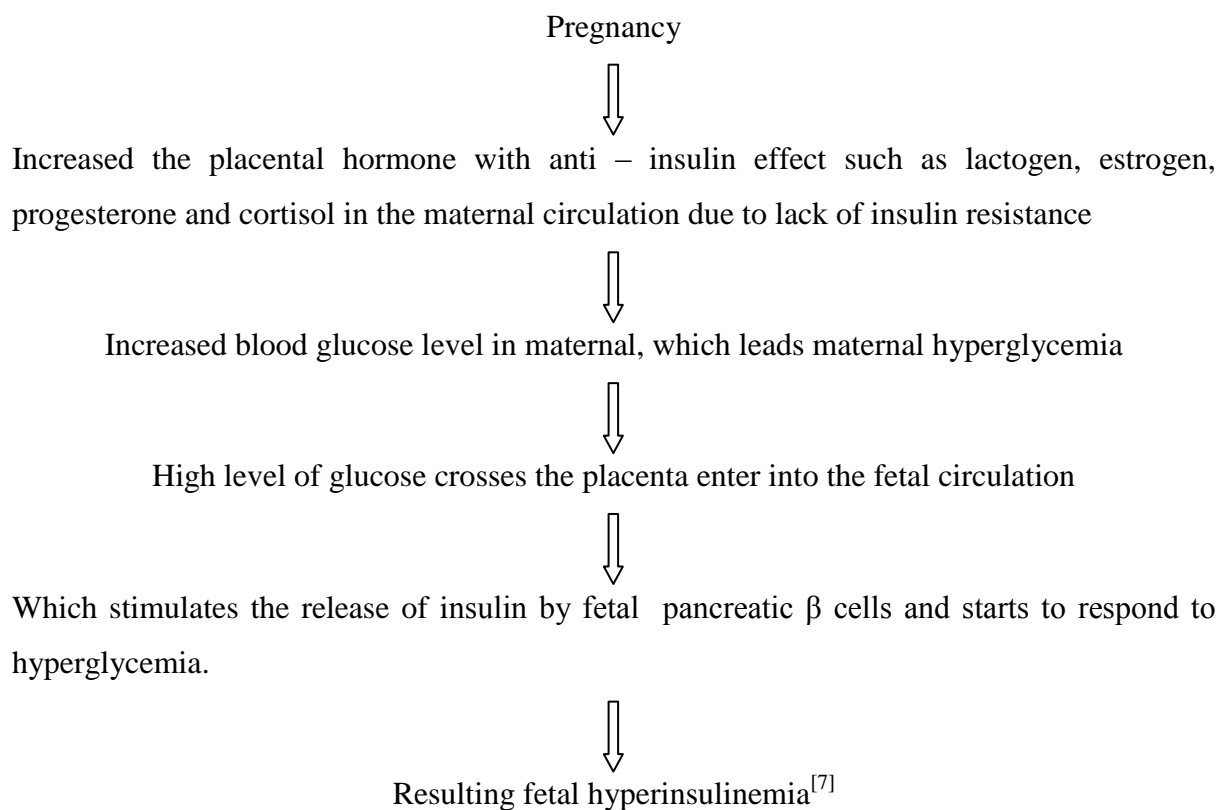 Pregnancy
Increased the placental hormone with anti – insulin effect such as lactogen, estrogen,
progesterone and cortisol in the maternal circulation due to lack of insulin resistance
Increased blood glucose level in maternal, which leads maternal hyperglycemia
High level of glucose crosses the placenta enter into the fetal circulation
Which stimulates the release of insulin by fetal pancreatic β cells and starts to respond to
hyperglycemia.
Resulting fetal hyperinsulinemia[7]